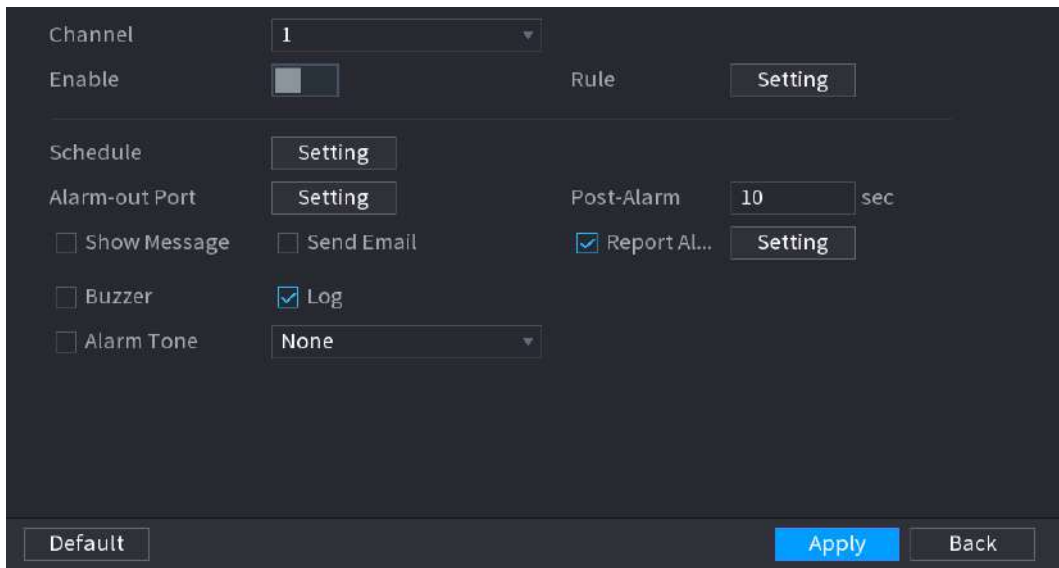 Channel 1
Enable Rule Setting
Schedule Setting
Alarm-out Port Setting Post-Alarm 10 sec
Show Message Send Email Report Al... Setting
Buzzer Log
Alarm Tone None
Default Apply Back